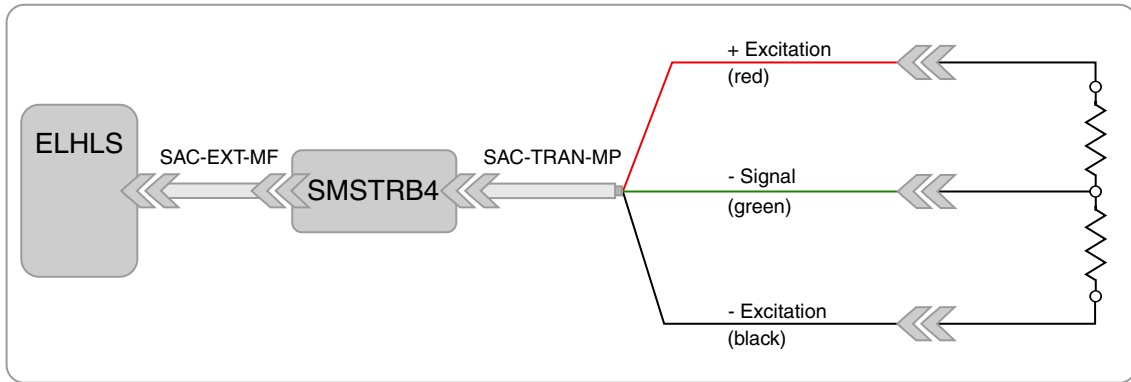 + Excitation
(red)
ELHLS
SAC-EXT-MF
SMSTRB4
SAC-TRAN-MP
- Signal
(green)
- Excitation
(black)